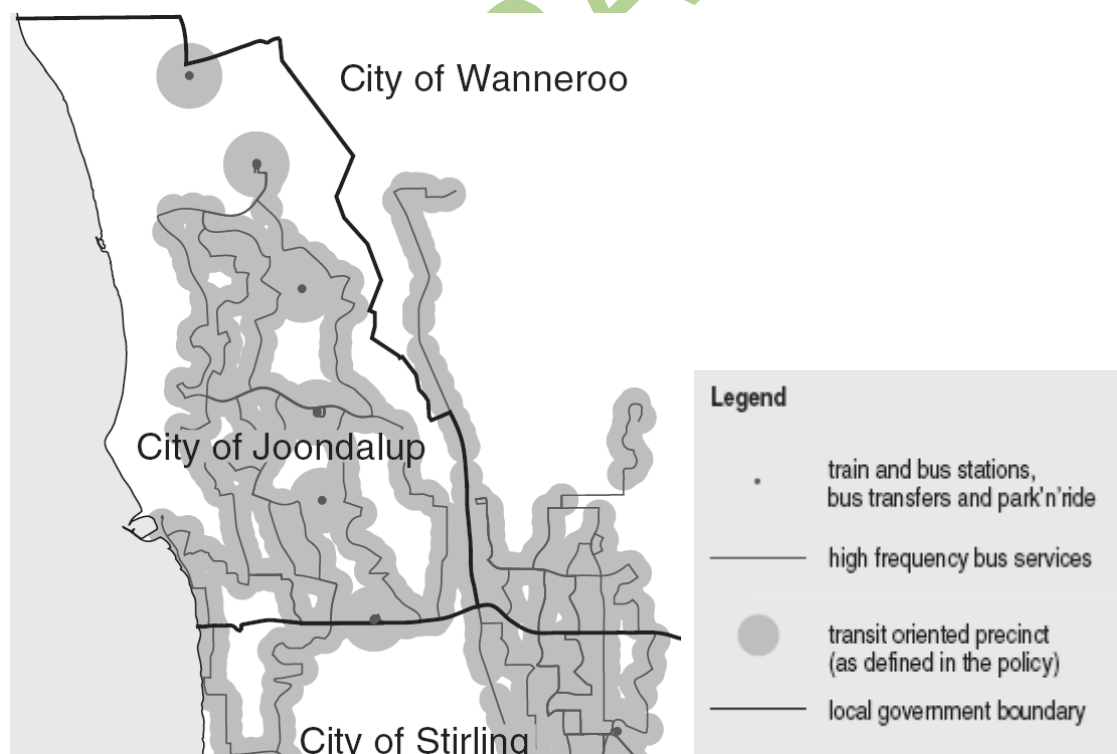 City of Wanneroo
City of Joondalup
City of Stirling
Legend
train and bus stations,
bus transfers and park'n'ride
high frequency bus services
transit oriented precinct
(as defined in the policy)
local government boundary